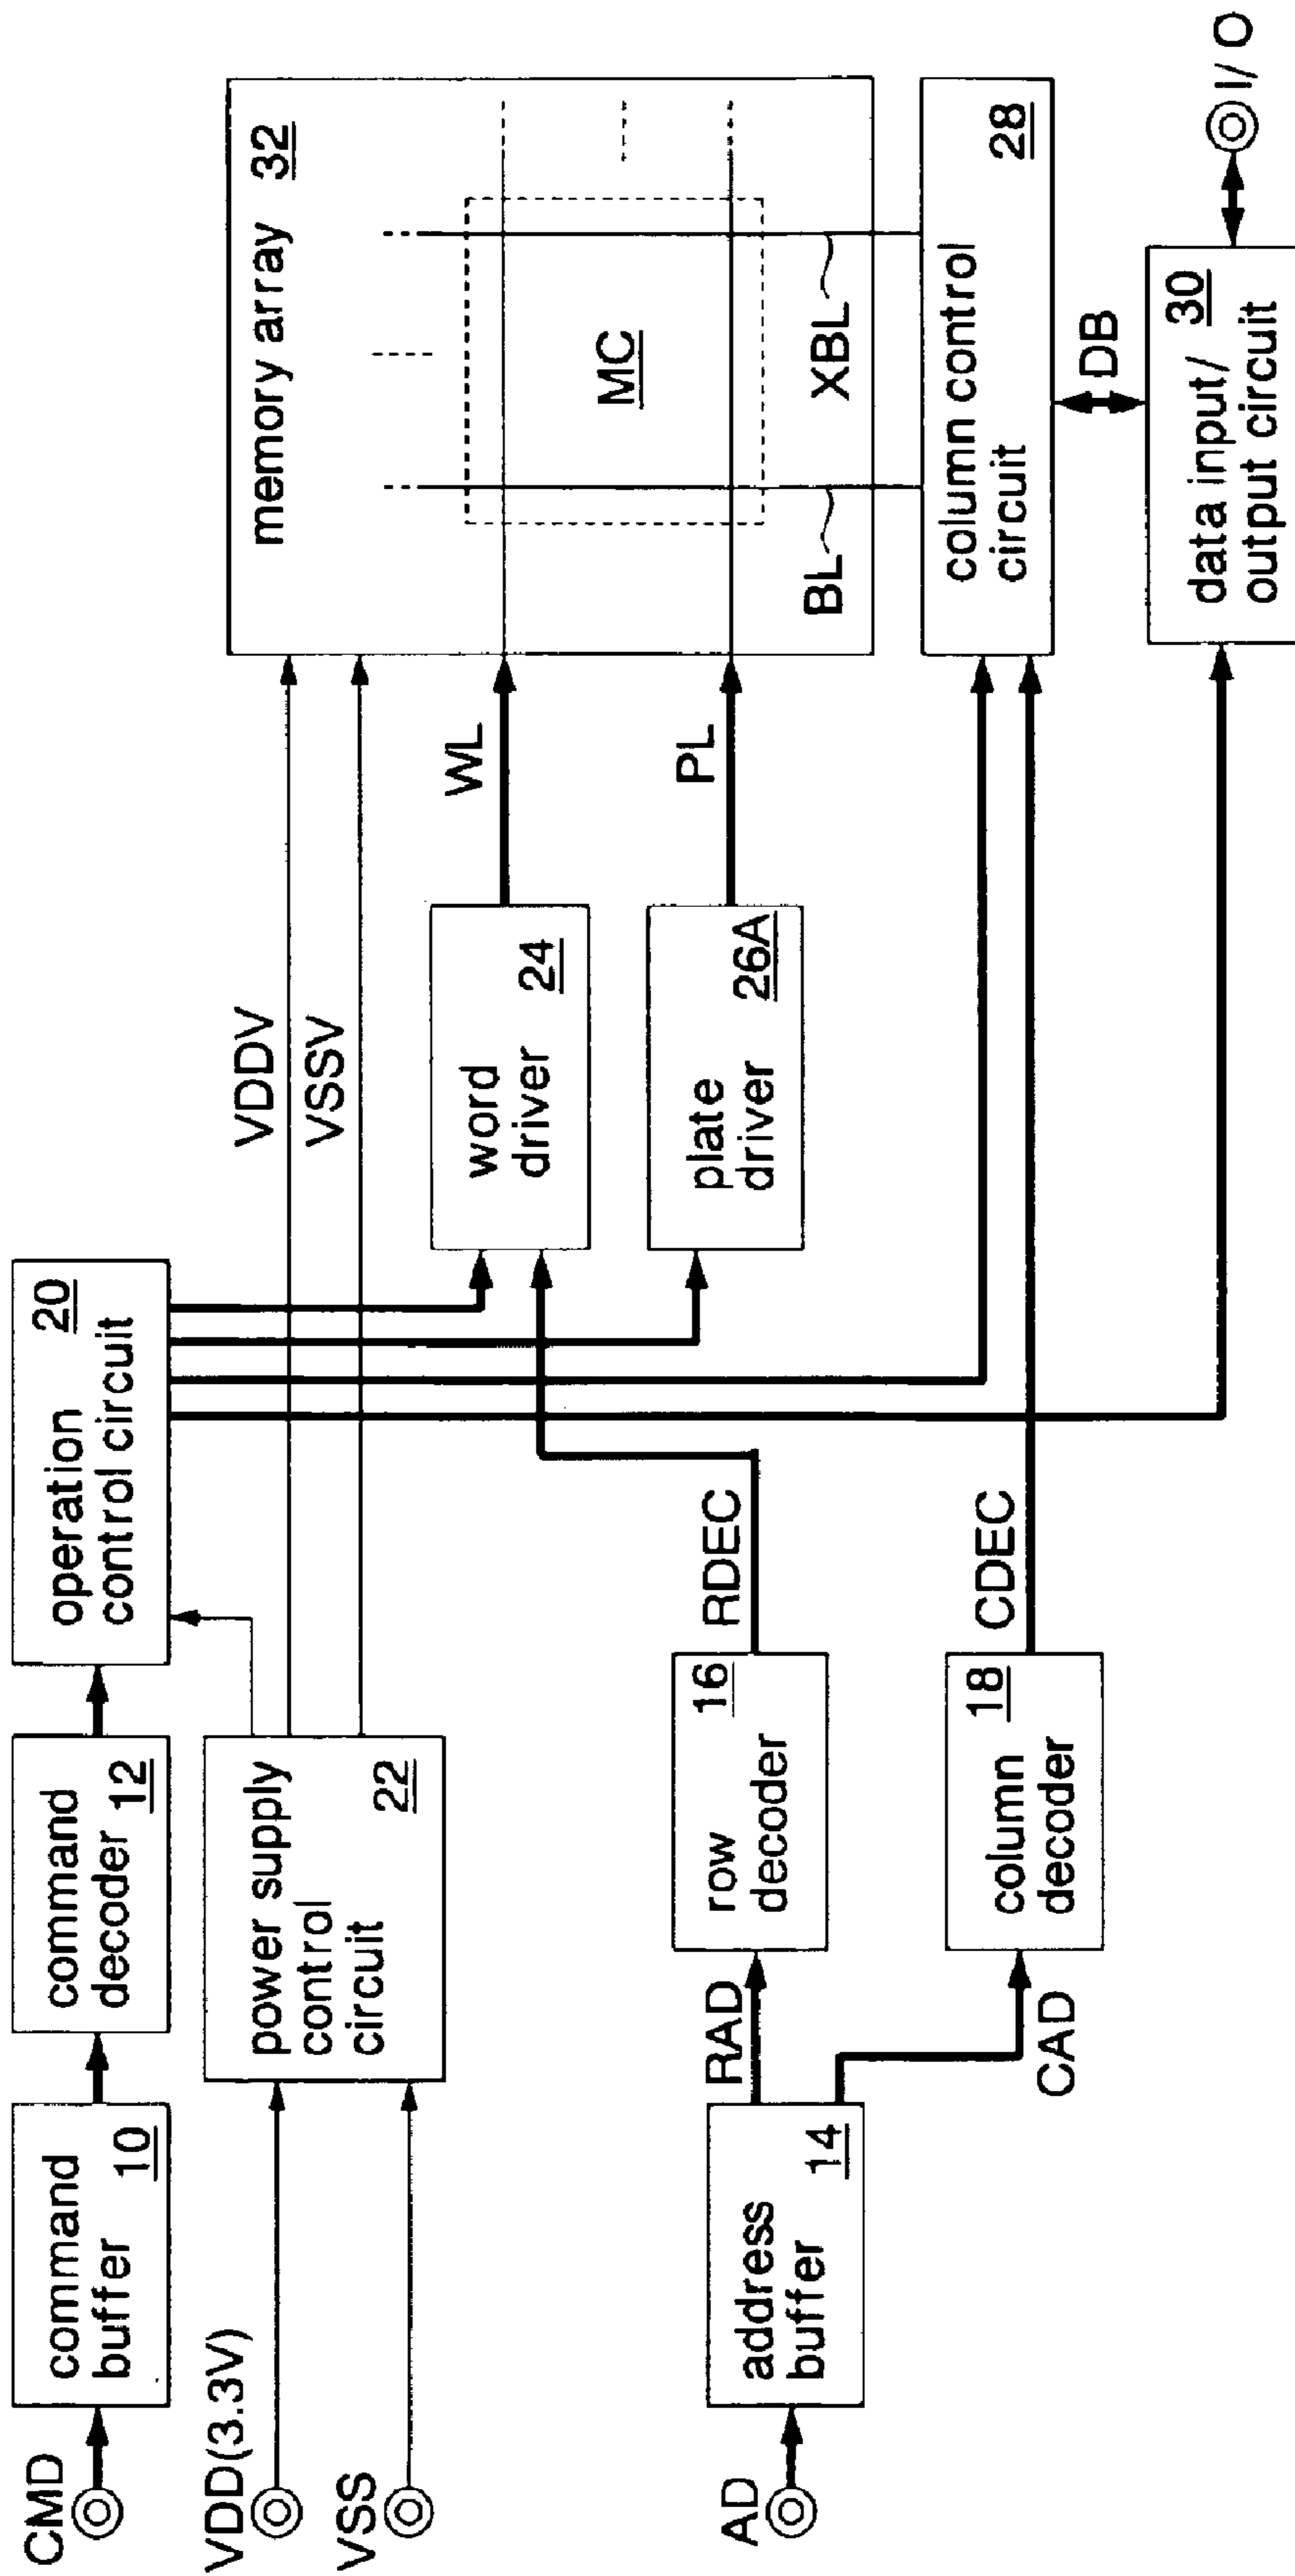 CMD
command
buffer 10
command
decoder 12
operation 20
control circuit
VDD(3.3V)
VSS
power supply
control
circuit 22
VDDV
VSSV
memory array 32
WL
word
driver 24
PL
plate
driver 26A
MC
BL
XBL
AD
address
buffer 14
RAD
CAD
row
decoder 16
RDEC
column
decoder 18
CDEC
column control
circuit 28
DB
data input/ 30
output circuit
I/O